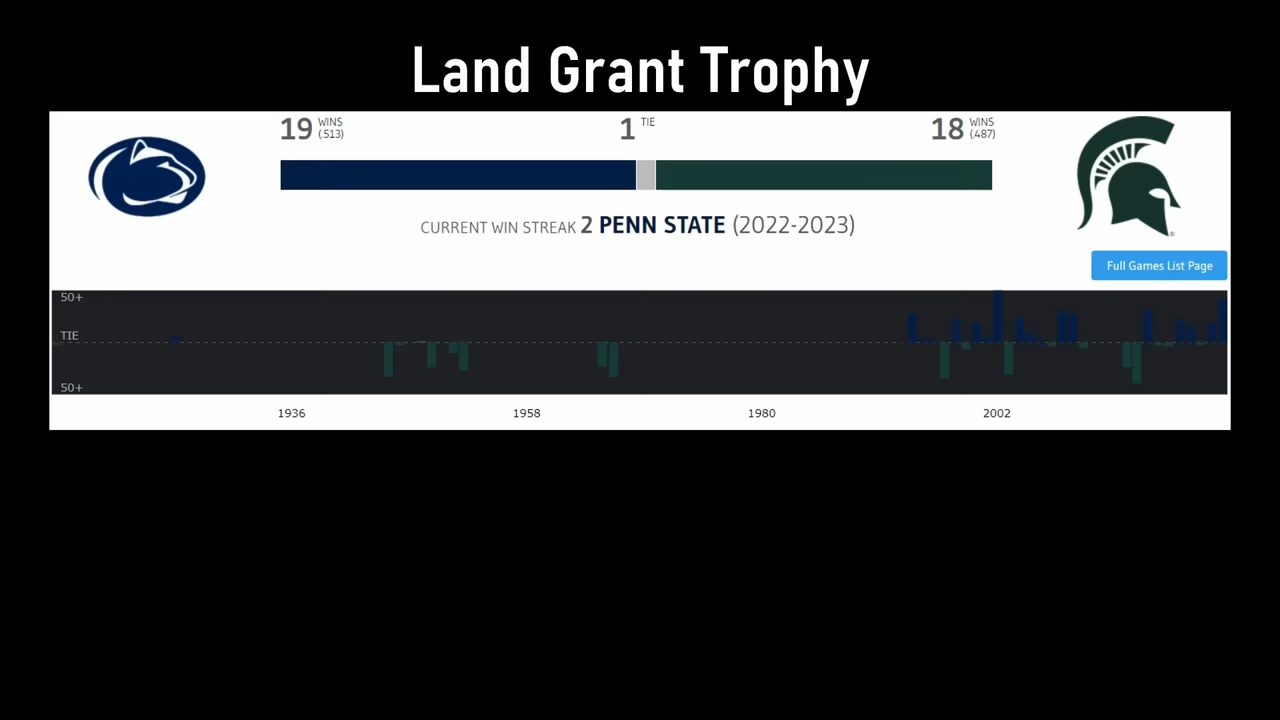 Land Grant Trophy
19 WINS (.513)
1 TIE
18 WINS (.487)
CURRENT WIN STREAK 2 PENN STATE (2022-2023)
Full Games List Page
50+
TIE
50+
1936 1958 1980 2002